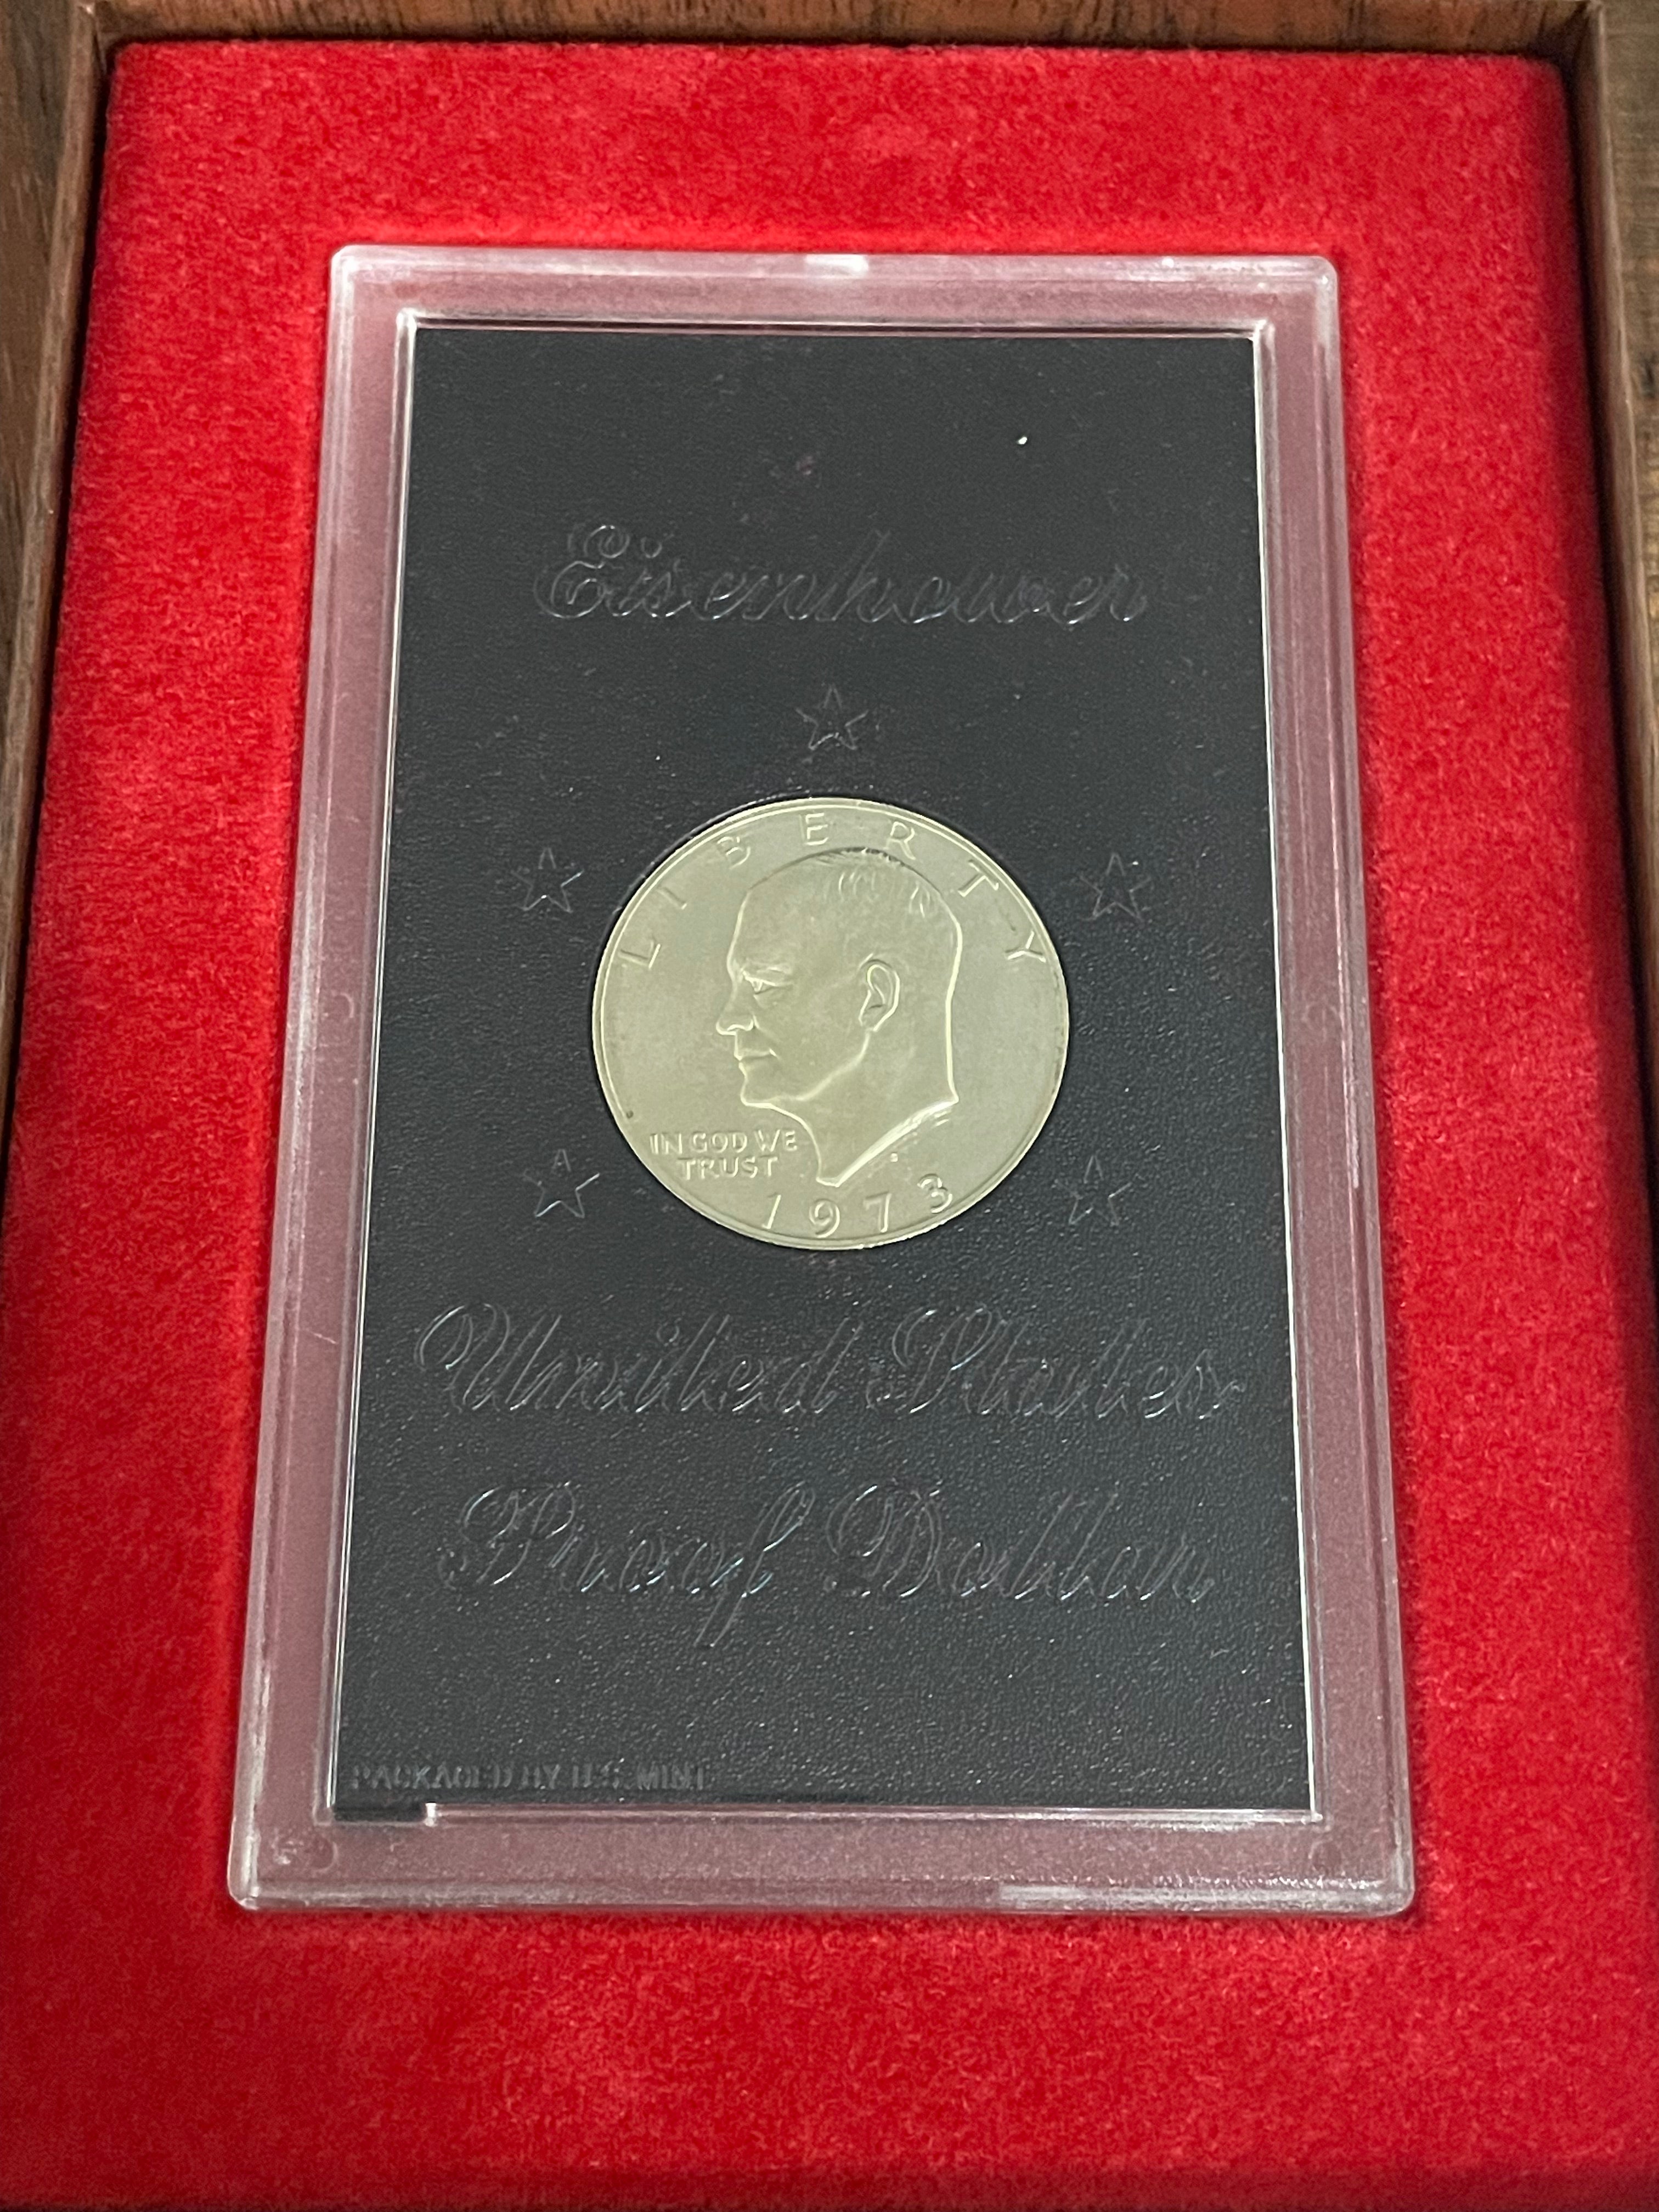 Eisenhower
LIBERTY
IN GOD WE
TRUST
1973
United States
Proof Dollar
PACKAGED BY U.S. MINT